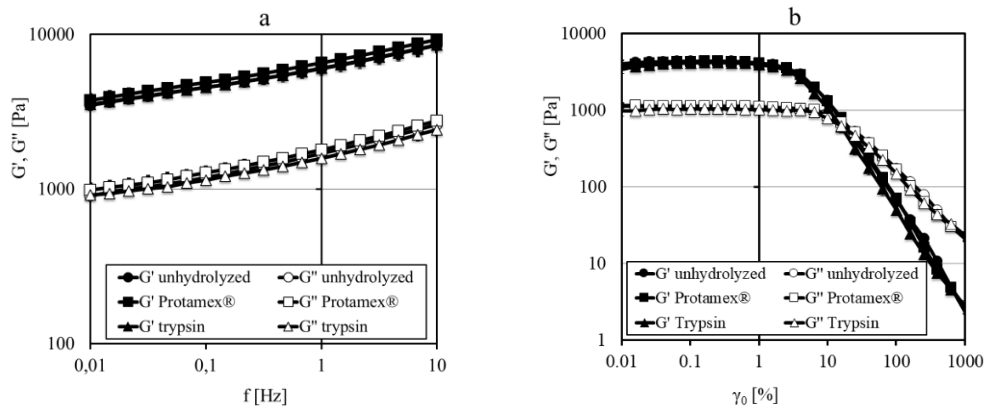 a
10000
1000
100
G', G'' [Pa]
0,01 0,1 1 10
f [Hz]
G' unhydrolyzed G'' unhydrolyzed
G' Protamex® G'' Protamex®
G' trypsin G'' trypsin
b
10000
1000
100
10
1
G', G'' [Pa]
0.01 0.1 1 10 100 1000
γ₀ [%]
G' unhydrolyzed G'' unhydrolyzed
G' Protamex® G'' Protamex®
G' Trypsin G'' Trypsin